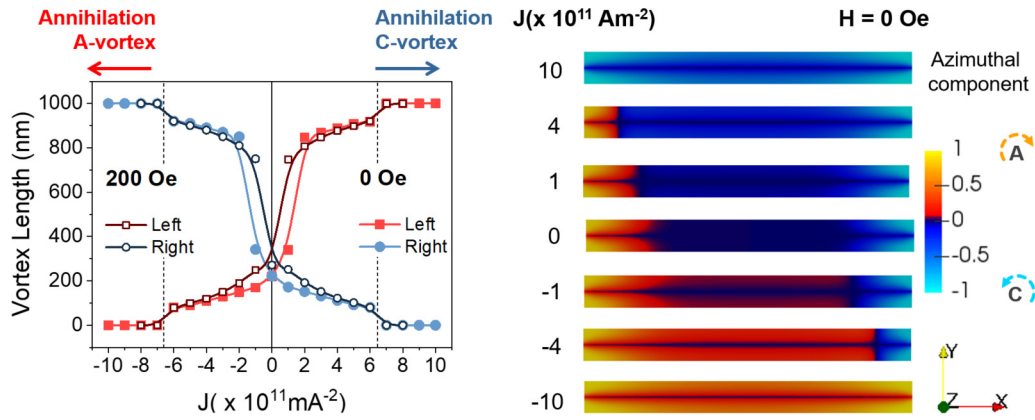 Annihilation
A-vortex
Annihilation
C-vortex
Vortex Length (nm)
1000
800
600
400
200
0
200 Oe
0 Oe
Left
Right
Left
Right
-10 -8 -6 -4 -2 0 2 4 6 8 10
J( x 10¹¹mA⁻²)
J(x 10¹¹ Am⁻²)
H = 0 Oe
10
4
1
0
-1
-4
-10
Azimuthal
component
1
0.5
0
-0.5
-1
A
C
Y
Z
X